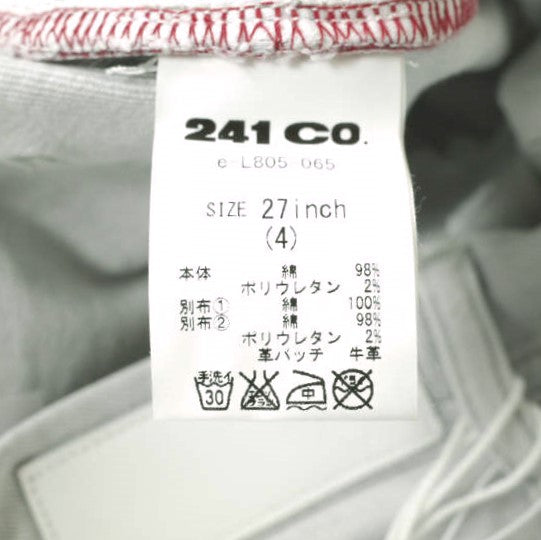 241 CO.
e-L805-065
SIZE 27inch
(4)
本体 綿 98%
ポリウレタン 2%
別布① 綿 100%
別布② 綿 98%
ポリウレタン 2%
革パッチ 牛革
手洗イ
30